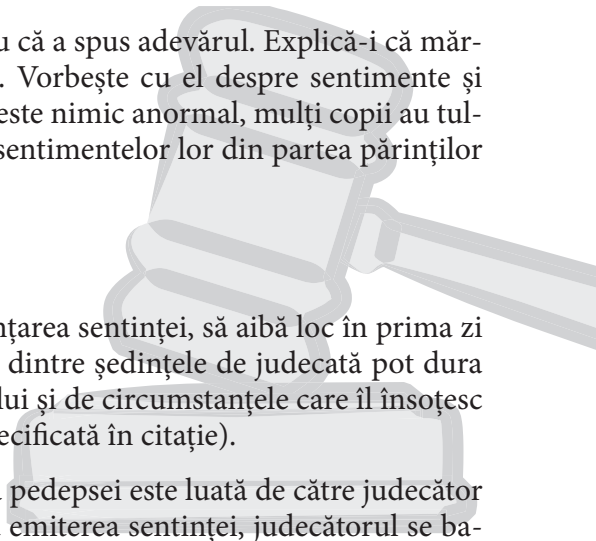 u că a spus adevărul. Explică-i că măr-
. Vorbește cu el despre sentimente și
este nimic anormal, mulți copii au tul-
sentimentelor lor din partea părinților
nțarea sentinței, să aibă loc în prima zi
dintre ședințele de judecată pot dura
lui și de circumstanțele care îl însoțesc
ecificată în citație).
pedepsei este luată de către judecător
emiterea sentinței, judecătorul se ba-